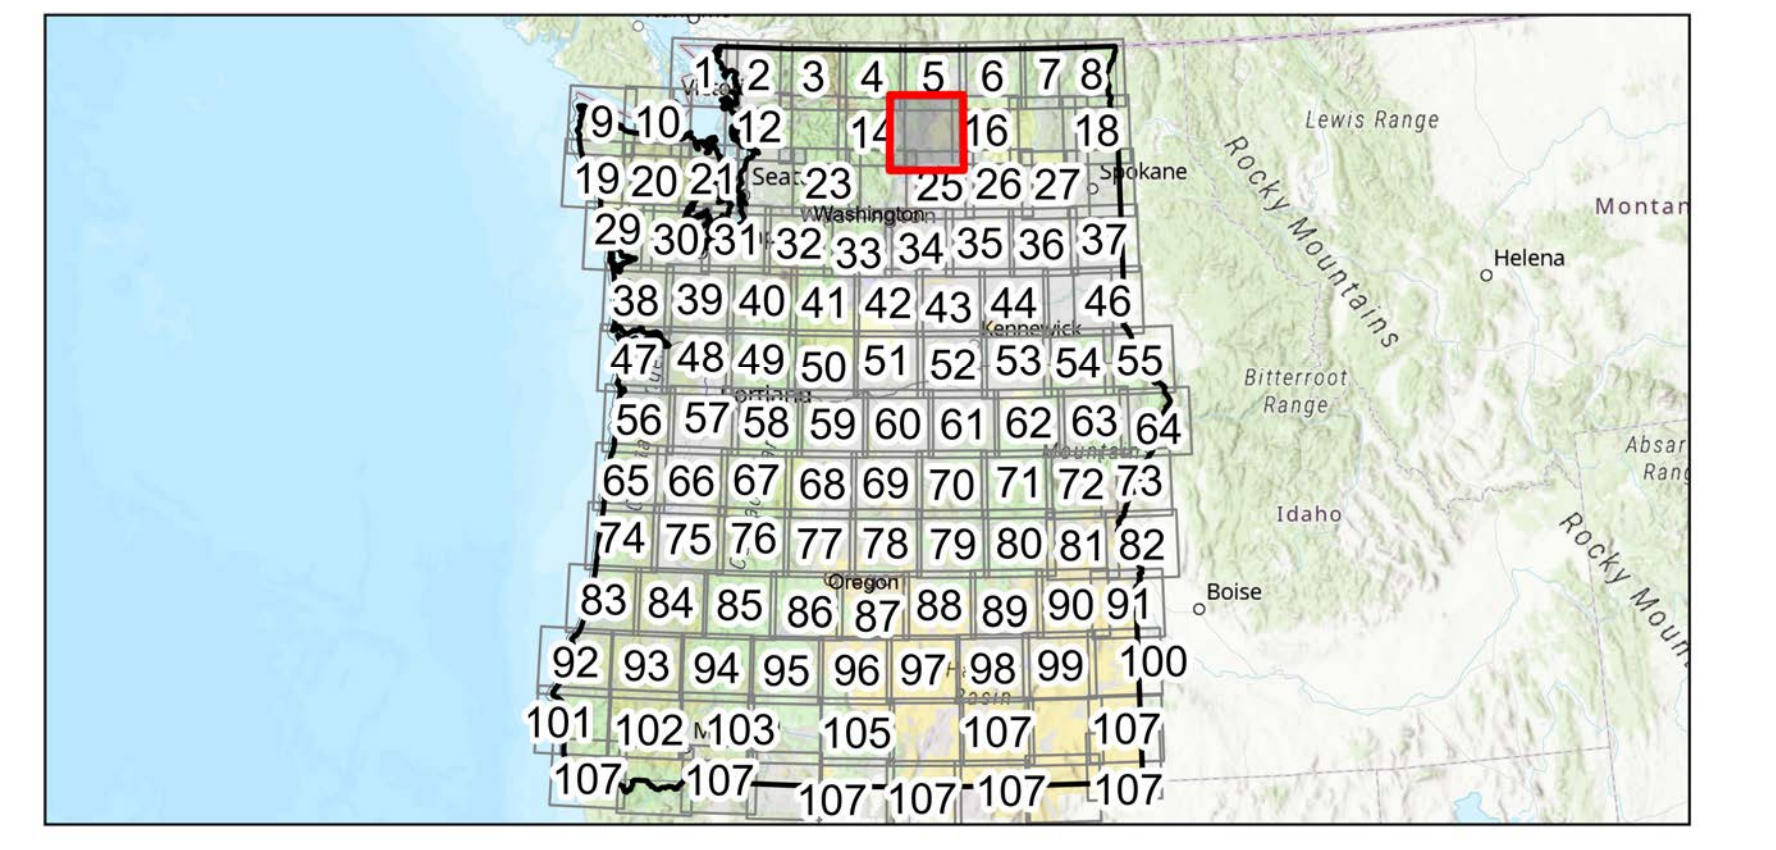 1 2 3 4 5 6 7 8
9 10 12 14 16 18
Lewis Range
19 20 21 Seat 23 25 26 27 Spokane
Washington
Rocky Mountains
Montan
29 30 31 32 33 34 35 36 37
Helena
38 39 40 41 42 43 44 46
Kennewick
47 48 49 50 51 52 53 54 55
Portland
Bitterroot
Range
56 57 58 59 60 61 62 63 64
Mountain
Absar
Rang
65 66 67 68 69 70 71 72 73
Idaho
74 75 76 77 78 79 80 81 82
Rocky Moun
Oregon
83 84 85 86 87 88 89 90 91
Boise
92 93 94 95 96 97 98 99 100
Basin
101 102 M 103 105 107 107
107 107 107 107 107 107